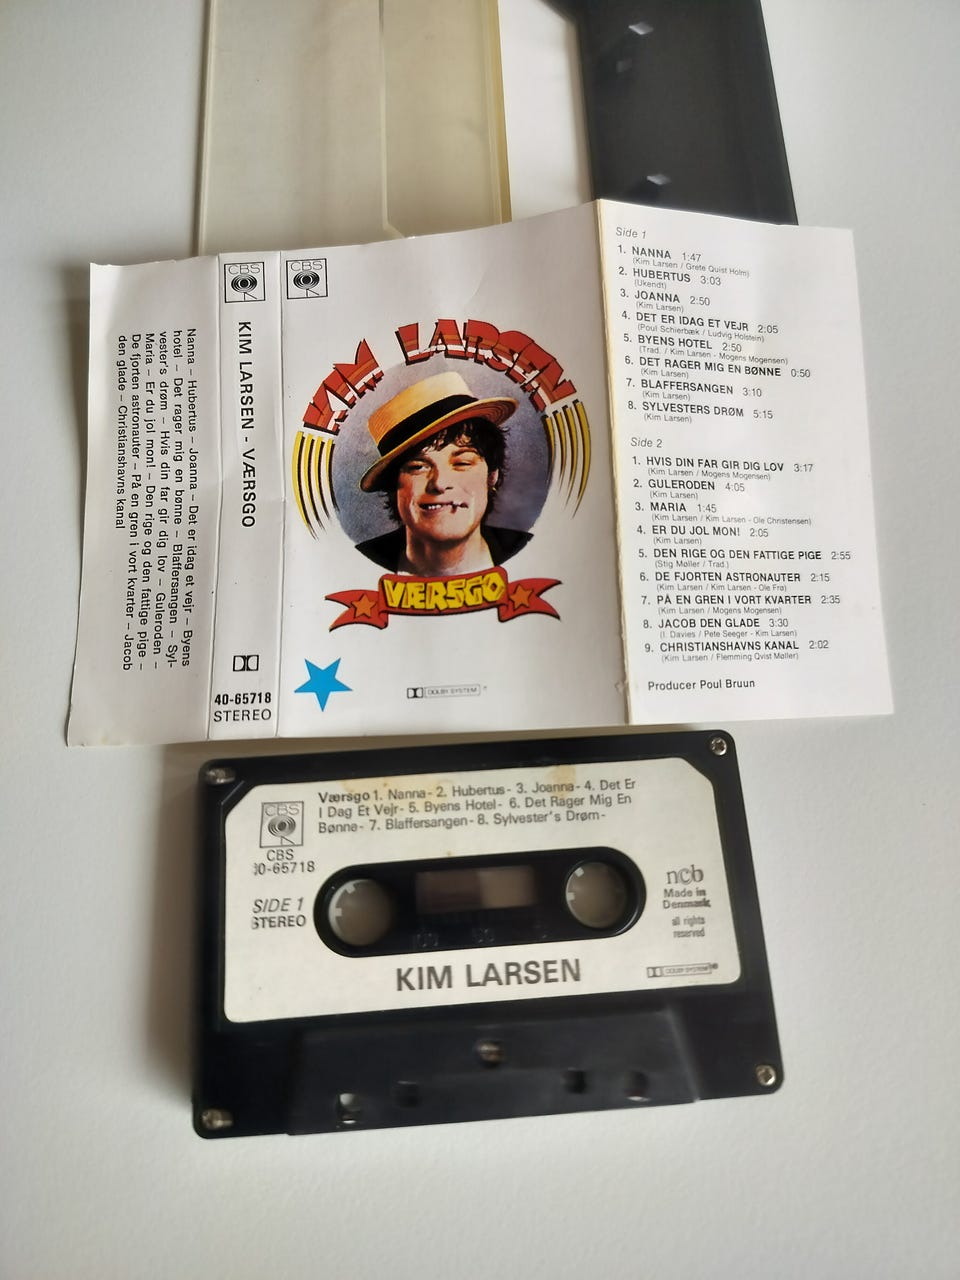 Nanna – Hubertus – Joanna – Det er idag et vejr – Byens
hotel – Det rager mig en bønne – Blaffersangen – Syl-
vester's drøm – Hvis din far gir dig lov – Guleroden –
Maria – Er du jol mon! – Den rige og den fattige pige –
De fjorten astronauter – På en gren i vort kvarter – Jacob
den glade – Christianshavns kanal
CBS
KIM LARSEN - VÆRSGO
40-65718
STEREO
CBS
KIM LARSEN
VÆRSGO
DOLBY SYSTEM
Side 1
1. NANNA 1:47
(Kim Larsen / Grete Quist Holm)
2. HUBERTUS 3:03
(Ukendt)
3. JOANNA 2:50
(Kim Larsen)
4. DET ER IDAG ET VEJR 2:05
(Poul Schierbæk / Ludvig Holstein)
5. BYENS HOTEL 2:50
(Trad. / Kim Larsen - Mogens Mogensen)
6. DET RAGER MIG EN BØNNE 0:50
(Kim Larsen)
7. BLAFFERSANGEN 3:10
(Kim Larsen)
8. SYLVESTERS DRØM 5:15
(Kim Larsen)
Side 2
1. HVIS DIN FAR GIR DIG LOV 3:17
(Kim Larsen / Mogens Mogensen)
2. GULERODEN 4:05
(Kim Larsen)
3. MARIA 1:45
(Kim Larsen / Kim Larsen - Ole Christensen)
4. ER DU JOL MON! 2:05
(Kim Larsen)
5. DEN RIGE OG DEN FATTIGE PIGE 2:55
(Stig Møller / Trad.)
6. DE FJORTEN ASTRONAUTER 2:15
(Kim Larsen / Kim Larsen - Ole Frø)
7. PÅ EN GREN I VORT KVARTER 2:35
(Kim Larsen / Mogens Mogensen)
8. JACOB DEN GLADE 3:30
(I. Davies / Pete Seeger - Kim Larsen)
9. CHRISTIANSHAVNS KANAL 2:02
(Kim Larsen / Flemming Qvist Møller)
Producer Poul Bruun
CBS
Værsgo 1. Nanna- 2. Hubertus- 3. Joanna- 4. Det Er
I Dag Et Vejr- 5. Byens Hotel- 6. Det Rager Mig En
Bønne- 7. Blaffersangen- 8. Sylvester's Drøm-
CBS
40-65718
SIDE 1
STEREO
ncb
Made in
Denmark
all rights
reserved
KIM LARSEN
DOLBY SYSTEM